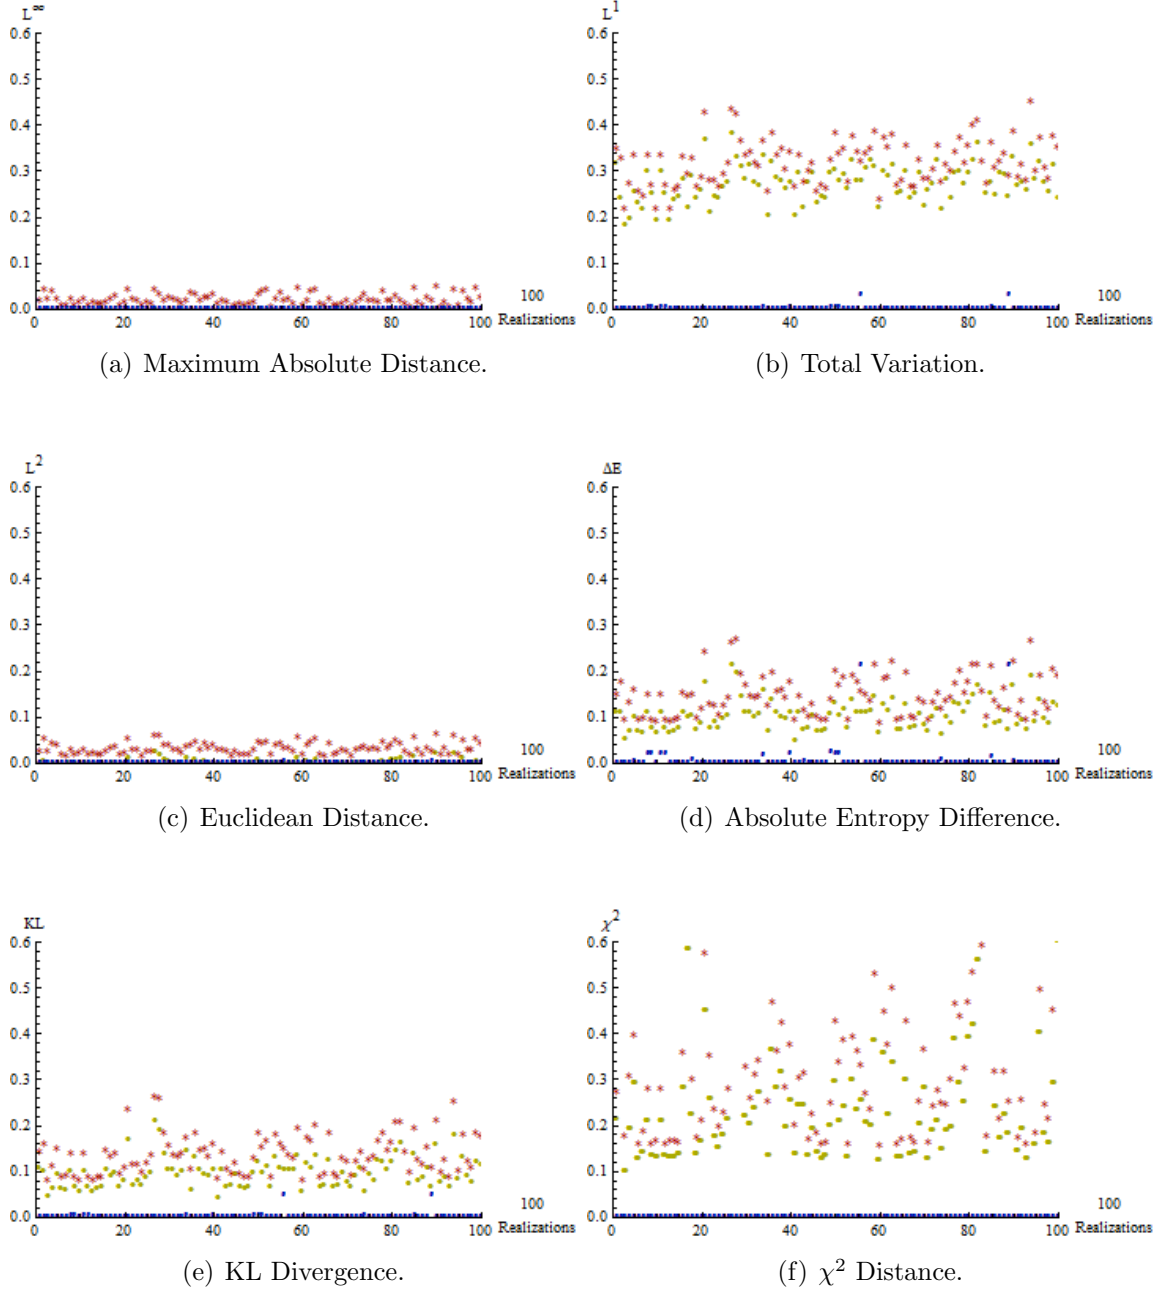 L∞ L1
0.6 0.6
0.5 0.5
0.4 0.4
0.3 0.3
0.2 0.2
0.1 0.1
100 100
0.0 0.0
0 20 40 60 80 100 Realizations 0 20 40 60 80 100 Realizations
(a) Maximum Absolute Distance. (b) Total Variation.
L2 ΔE
0.6 0.6
0.5 0.5
0.4 0.4
0.3 0.3
0.2 0.2
0.1 0.1
100 100
0.0 0.0
0 20 40 60 80 100 Realizations 0 20 40 60 80 100 Realizations
(c) Euclidean Distance. (d) Absolute Entropy Difference.
KL χ2
0.6 0.6
0.5 0.5
0.4 0.4
0.3 0.3
0.2 0.2
0.1 0.1
100 100
0.0 0.0
0 20 40 60 80 100 Realizations 0 20 40 60 80 100 Realizations
(e) KL Divergence. (f) χ2 Distance.